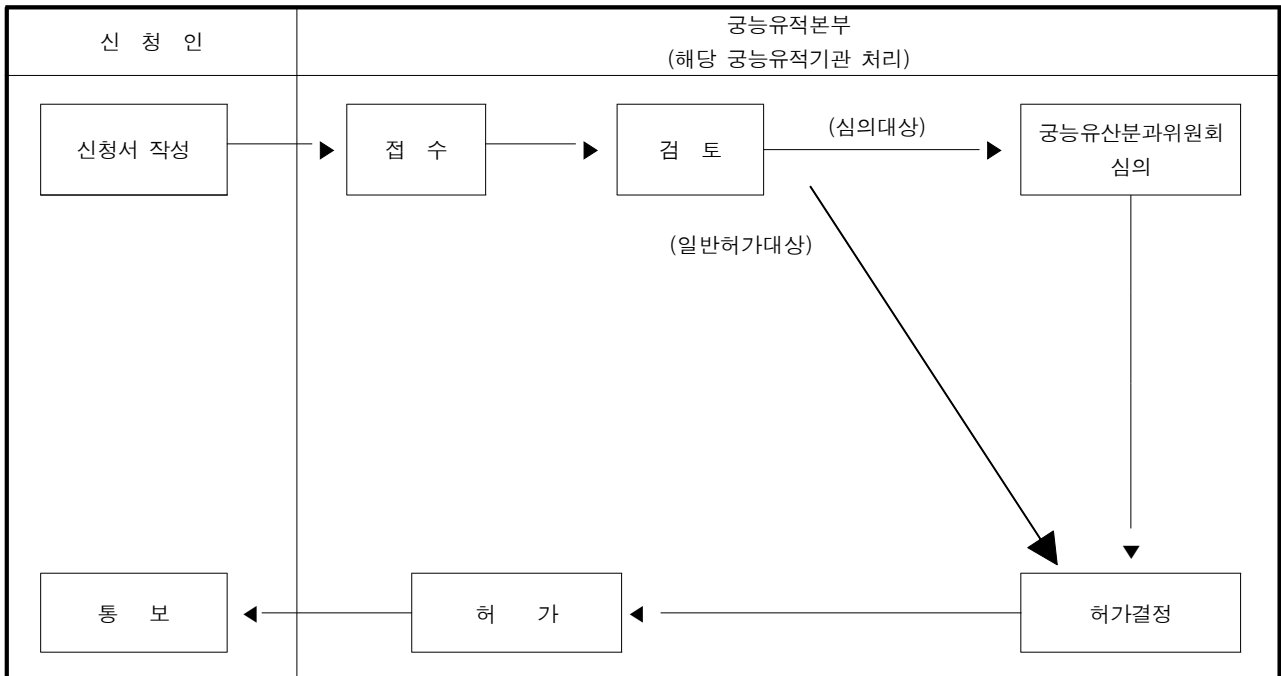 신 청 인
궁능유적본부
(해당 궁능유적기관 처리)
신청서 작성
접 수
검 토
(심의대상)
궁능유산분과위원회
심의
(일반허가대상)
통 보
허 가
허가결정